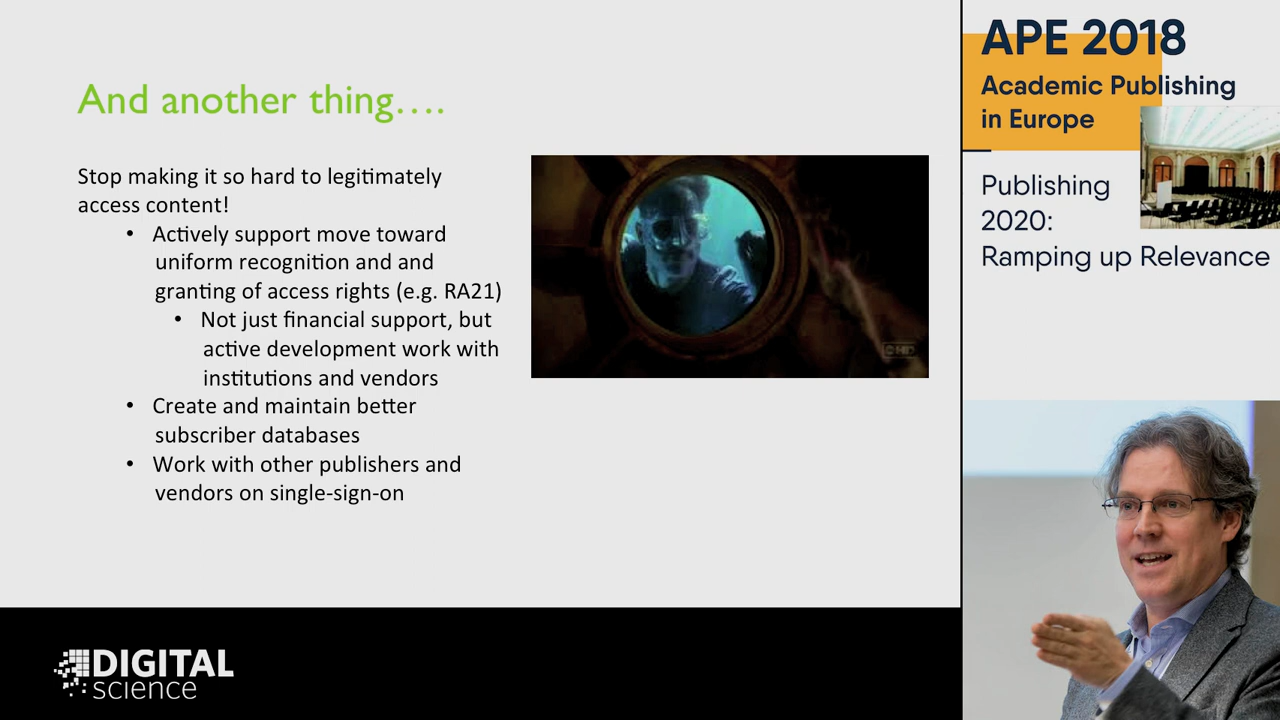 And another thing….
Stop making it so hard to legitimately
access content!
• Actively support move toward
uniform recognition and and
granting of access rights (e.g. RA21)
• Not just financial support, but
active development work with
institutions and vendors
• Create and maintain better
subscriber databases
• Work with other publishers and
vendors on single-sign-on
DIGITAL
science
APE 2018
Academic Publishing
in Europe
Publishing
2020:
Ramping up Relevance